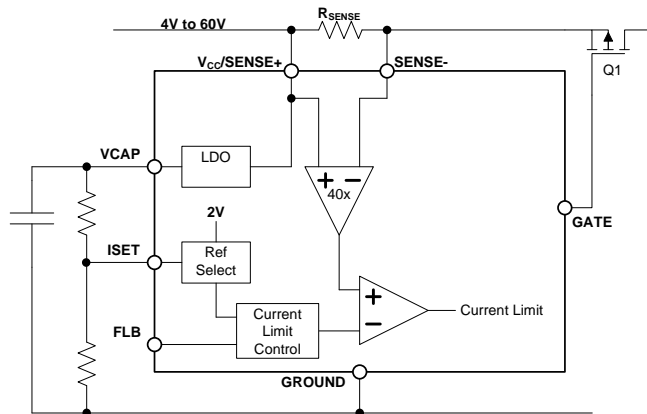 4V to 60V
RSENSE
VCC/SENSE+
SENSE-
Q1
VCAP
LDO
+ −
40x
2V
GATE
ISET
Ref
Select
+
−
Current Limit
FLB
Current
Limit
Control
GROUND